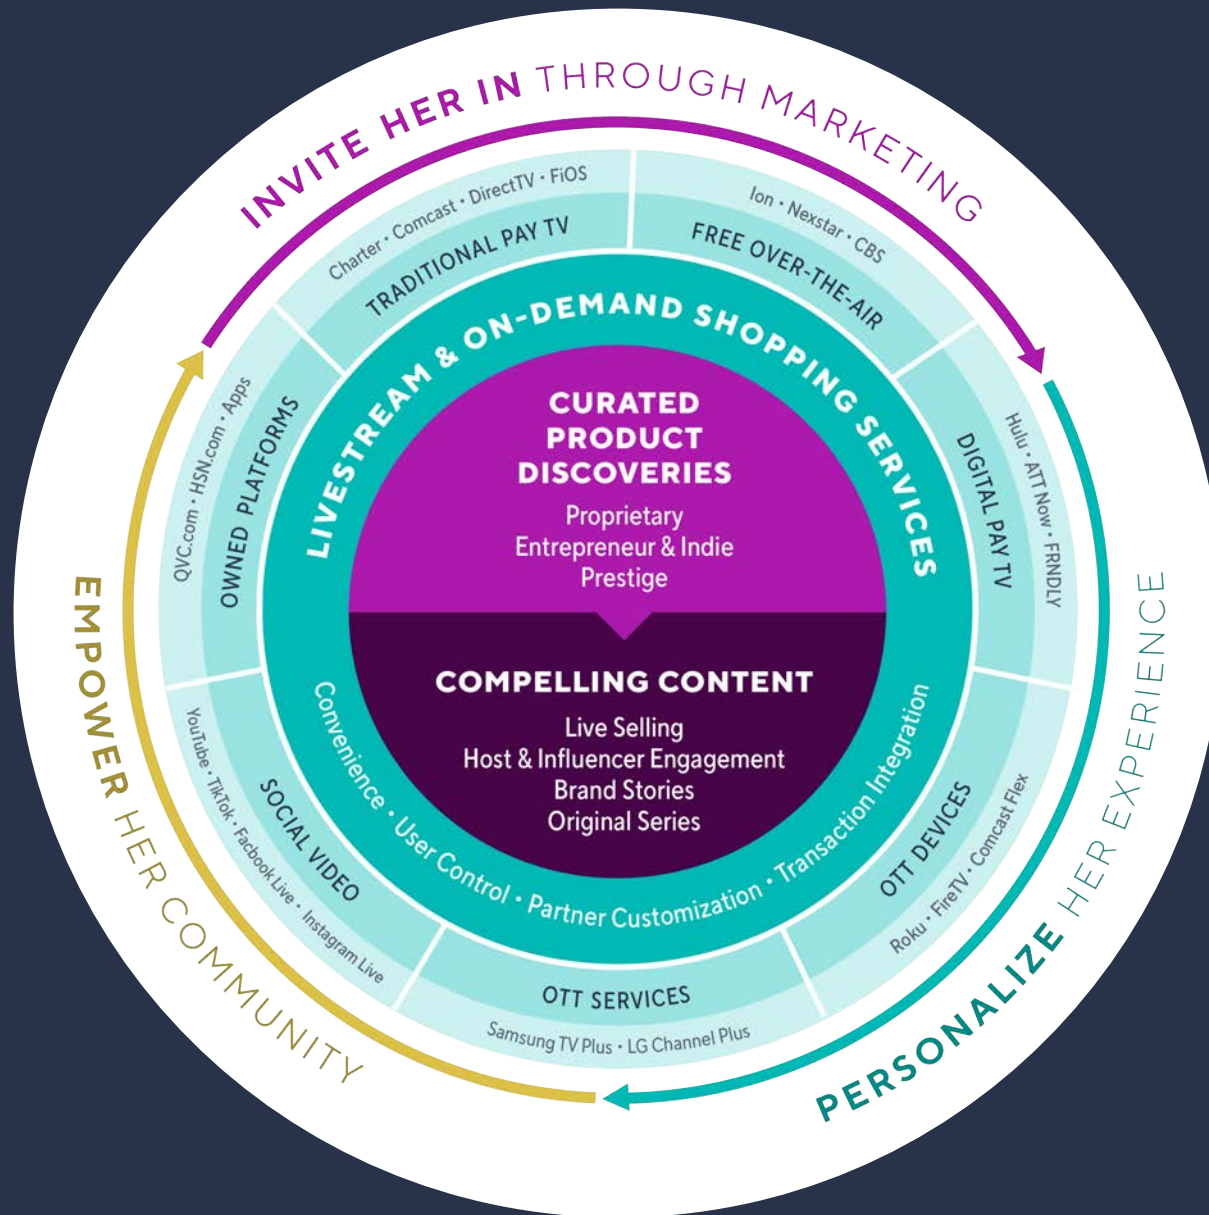 INVITE HER IN THROUGH MARKETING
PERSONALIZE HER EXPERIENCE
EMPOWER HER COMMUNITY
Charter • Comcast • DirectTV • FiOS
TRADITIONAL PAY TV
Ion • Nexstar • CBS
FREE OVER-THE-AIR
Hulu • ATT Now • FRNDLY
DIGITAL PAY TV
Roku • FireTV • Comcast Flex
OTT DEVICES
OTT SERVICES
Samsung TV Plus • LG Channel Plus
SOCIAL VIDEO
YouTube • TikTok • Facbook Live • Instagram Live
QVC.com • HSN.com • Apps
OWNED PLATFORMS
LIVESTREAM & ON-DEMAND SHOPPING SERVICES
Convenience • User Control • Partner Customization • Transaction Integration
CURATED
PRODUCT
DISCOVERIES
Proprietary
Entrepreneur & Indie
Prestige
COMPELLING CONTENT
Live Selling
Host & Influencer Engagement
Brand Stories
Original Series